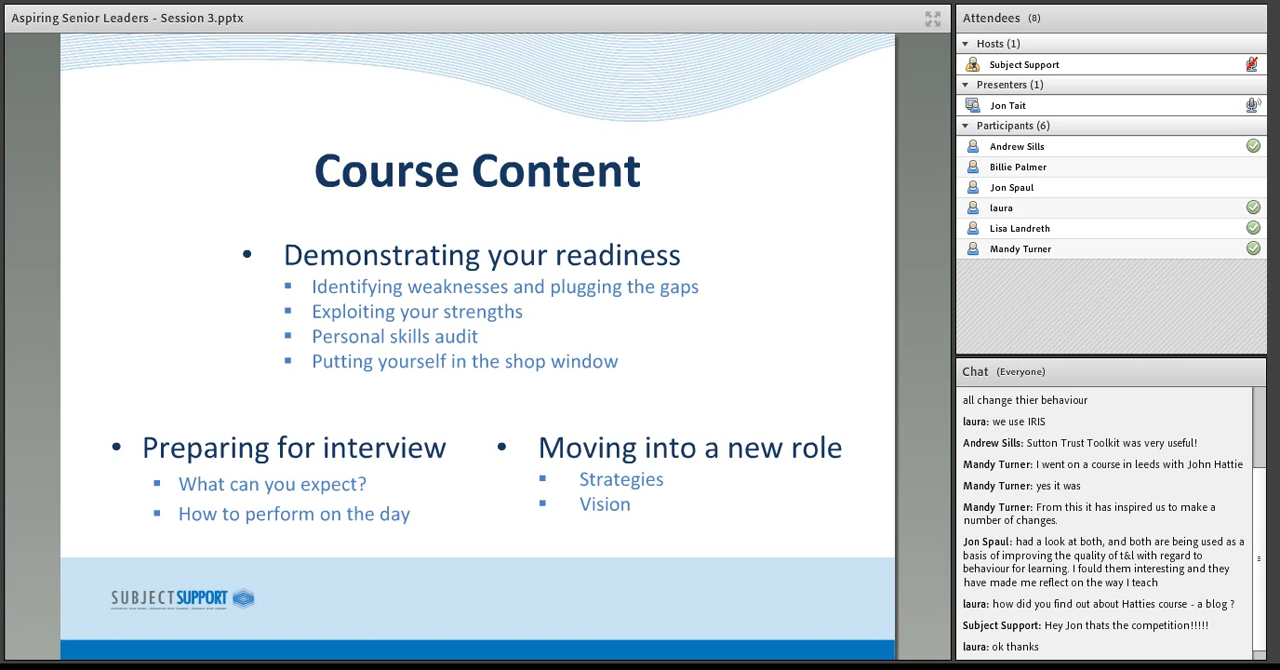 Aspiring Senior Leaders - Session 3.pptx
Course Content
• Demonstrating your readiness
▪ Identifying weaknesses and plugging the gaps
▪ Exploiting your strengths
▪ Personal skills audit
▪ Putting yourself in the shop window
• Preparing for interview
▪ What can you expect?
▪ How to perform on the day
• Moving into a new role
▪ Strategies
▪ Vision
SUBJECTSUPPORT
Attendees (8)
Hosts (1)
Subject Support
Presenters (1)
Jon Tait
Participants (6)
Andrew Sills
Billie Palmer
Jon Spaul
laura
Lisa Landreth
Mandy Turner
Chat (Everyone)
all change thier behaviour
laura: we use IRIS
Andrew Sills: Sutton Trust Toolkit was very useful!
Mandy Turner: I went on a course in leeds with John Hattie
Mandy Turner: yes it was
Mandy Turner: From this it has inspired us to make a
number of changes.
Jon Spaul: had a look at both, and both are being used as a
basis of improving the quality of t&l with regard to
behaviour for learning. I fould them interesting and they
have made me reflect on the way I teach
laura: how did you find out about Hatties course - a blog ?
Subject Support: Hey Jon thats the competition!!!!!
laura: ok thanks